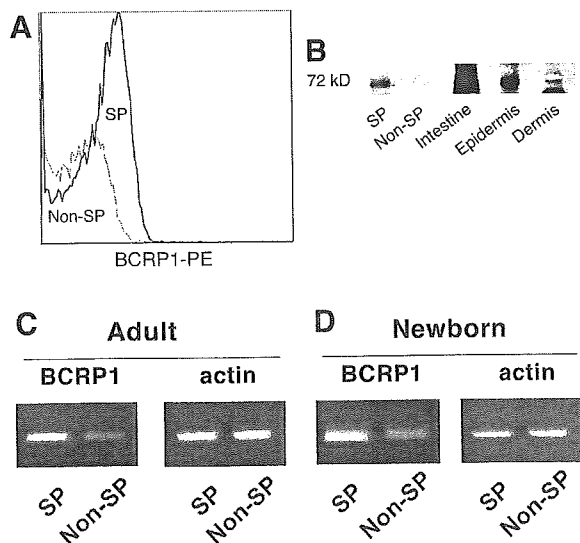 A
SP
Non-SP
BCRP1-PE
B
72 kD
SP
Non-SP
Intestine
Epidermis
Dermis
C
Adult
BCRP1
actin
SP
Non-SP
SP
Non-SP
D
Newborn
BCRP1
actin
SP
Non-SP
SP
Non-SP